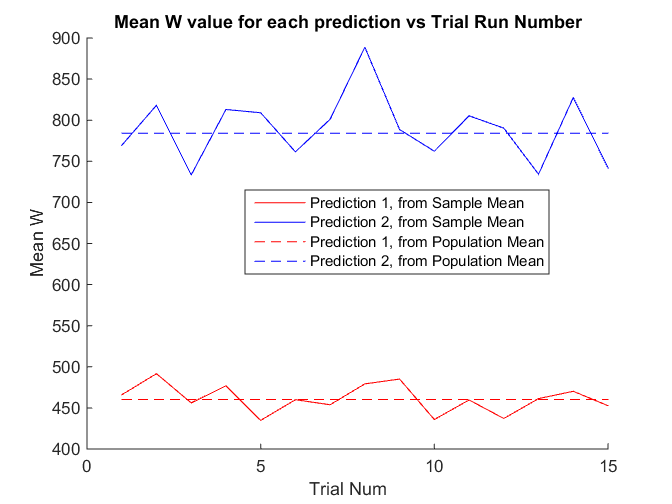 Mean W value for each prediction vs Trial Run Number
900
850
800
750
700
650
600
550
500
450
400
Mean W
Prediction 1, from Sample Mean
Prediction 2, from Sample Mean
Prediction 1, from Population Mean
Prediction 2, from Population Mean
0
5
10
15
Trial Num